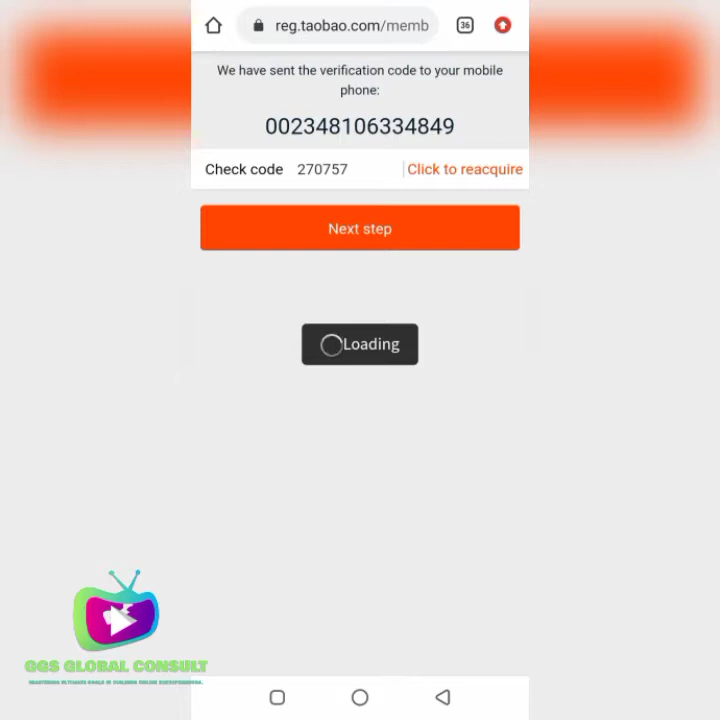 reg.taobao.com/memb
36
We have sent the verification code to your mobile
phone:
002348106334849
Check code 270757 Click to reacquire
Next step
Loading
GGS GLOBAL CONSULT